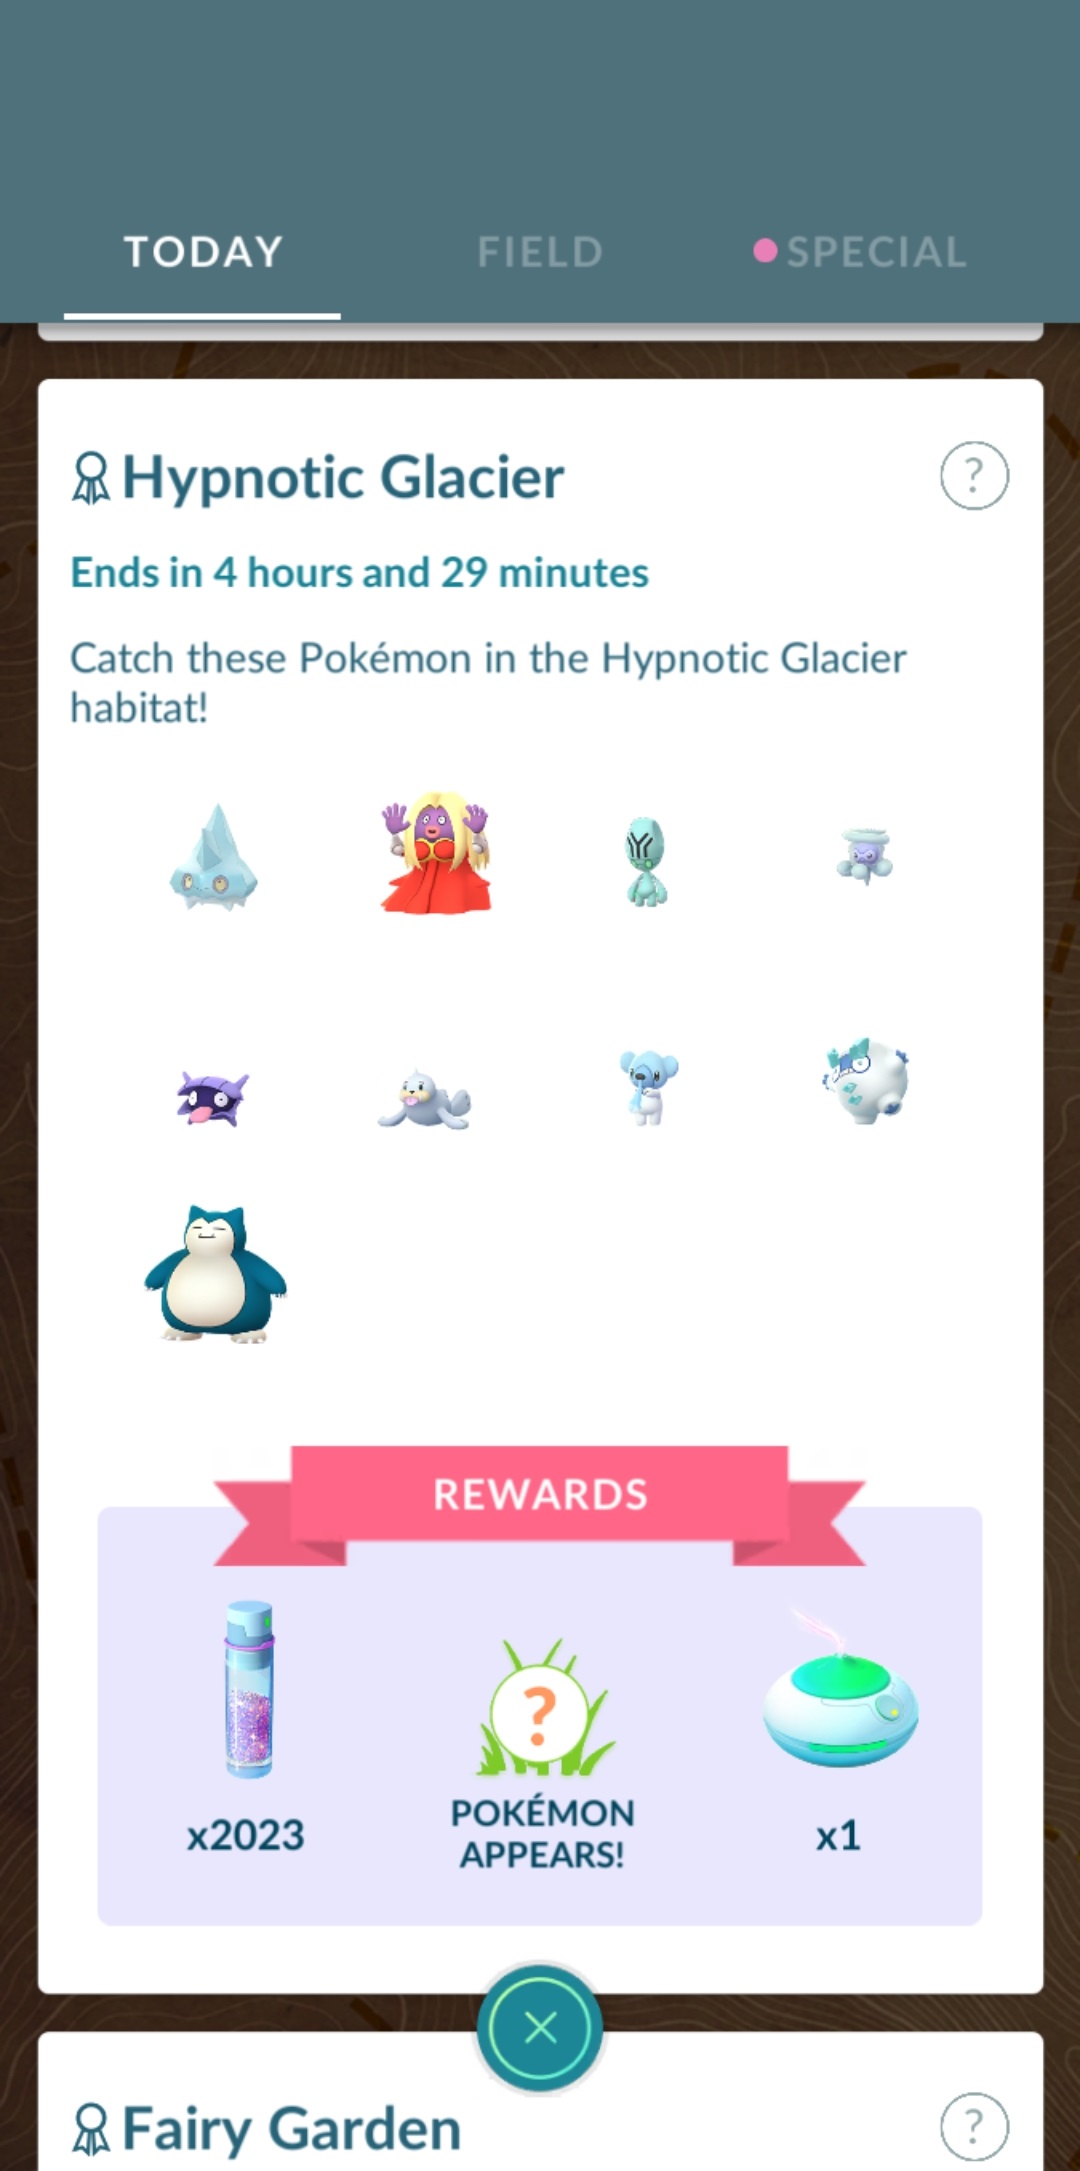 TODAY
FIELD
SPECIAL
Hypnotic Glacier
?
Ends in 4 hours and 29 minutes
Catch these Pokémon in the Hypnotic Glacier
habitat!
REWARDS
?
x2023
POKÉMON
APPEARS!
x1
Fairy Garden
?